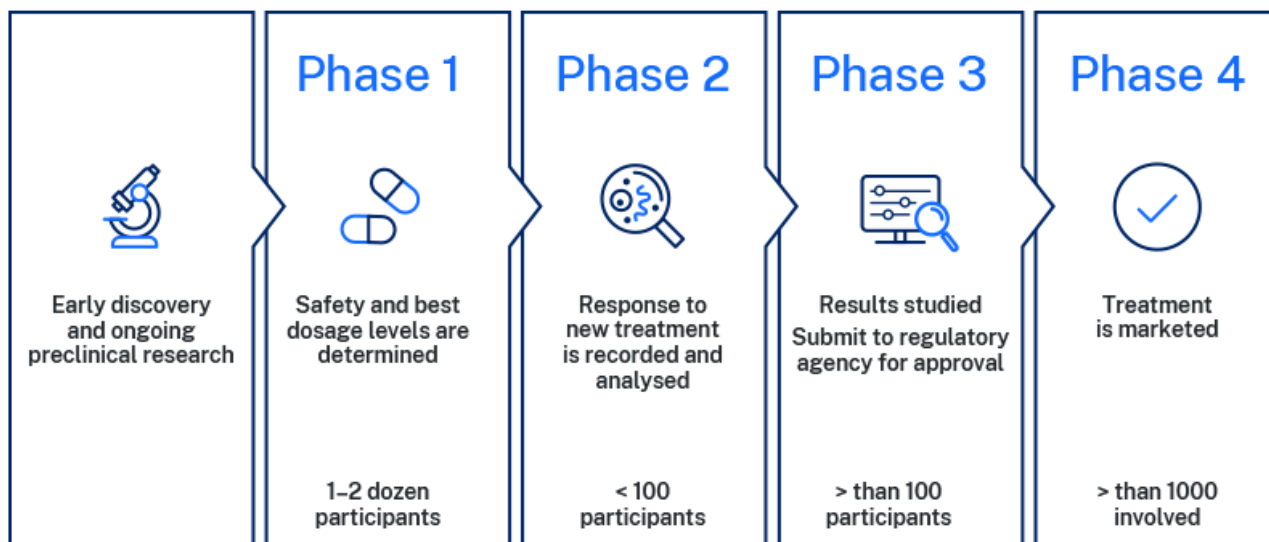 Early discovery
and ongoing
preclinical research
Phase 1
Safety and best
dosage levels are
determined
1–2 dozen
participants
Phase 2
Response to
new treatment
is recorded and
analysed
< 100
participants
Phase 3
Results studied
Submit to regulatory
agency for approval
> than 100
participants
Phase 4
Treatment
is marketed
> than 1000
involved